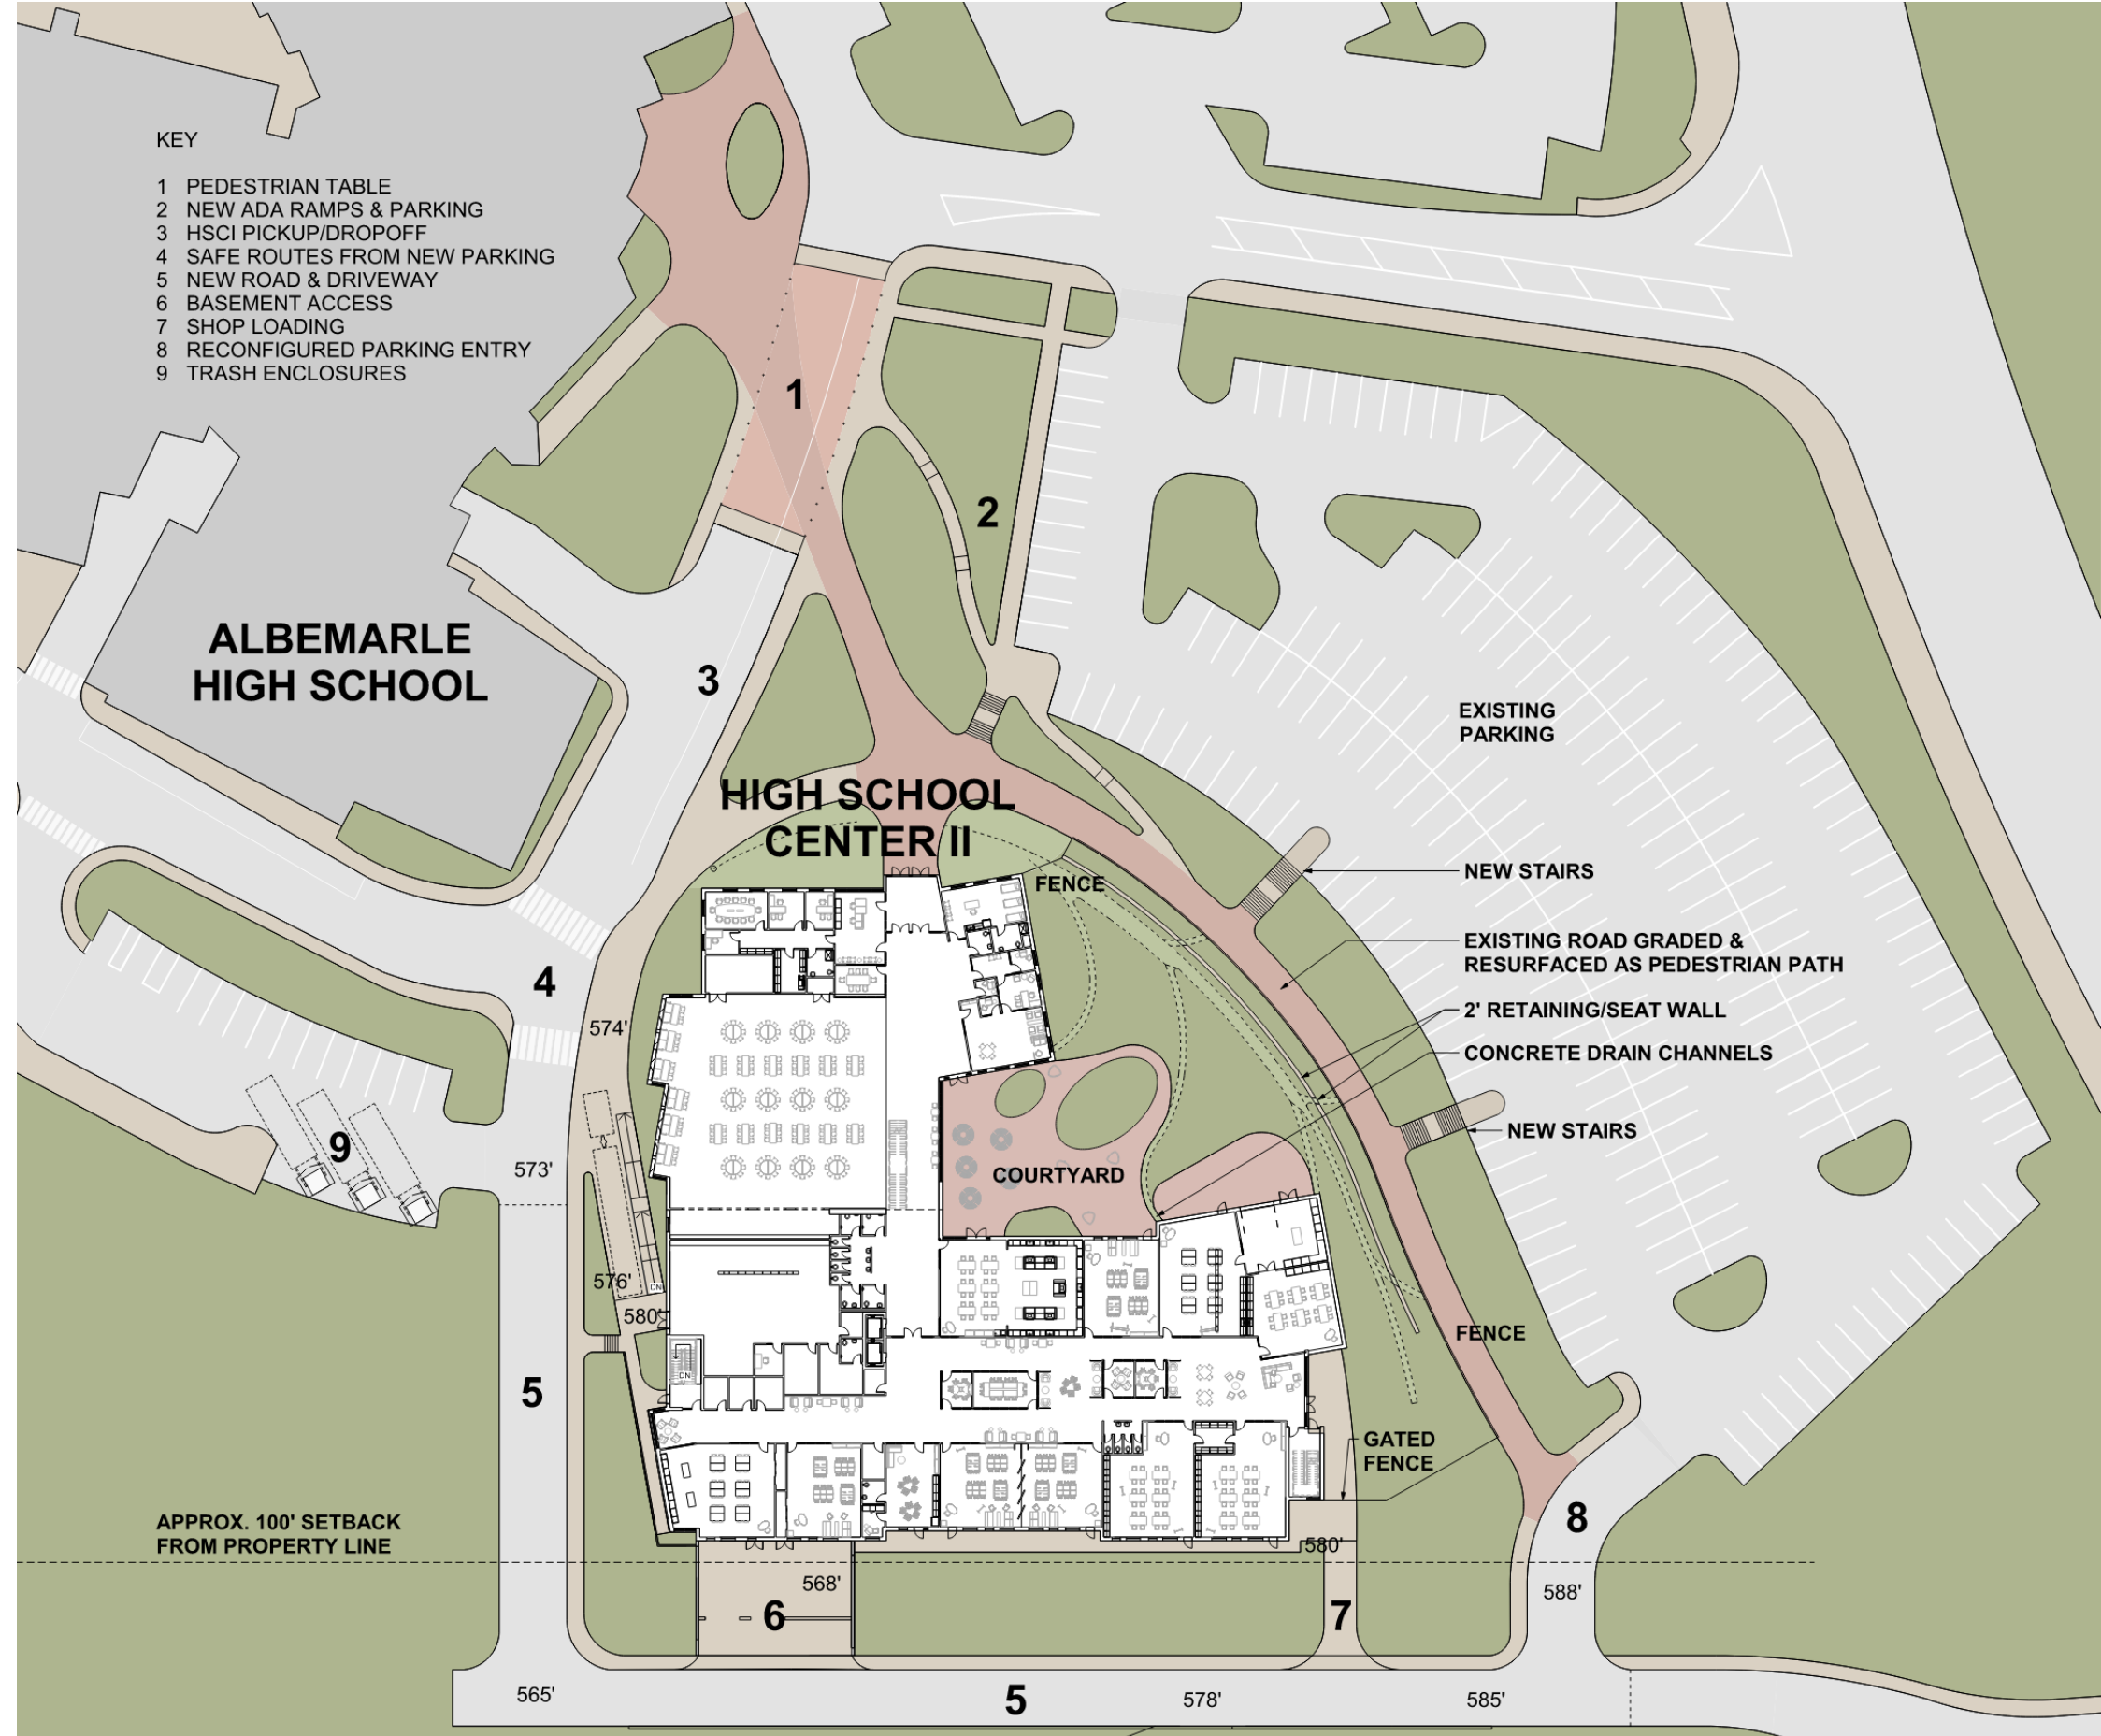 KEY
1 PEDESTRIAN TABLE
2 NEW ADA RAMPS & PARKING
3 HSCI PICKUP/DROPOFF
4 SAFE ROUTES FROM NEW PARKING
5 NEW ROAD & DRIVEWAY
6 BASEMENT ACCESS
7 SHOP LOADING
8 RECONFIGURED PARKING ENTRY
9 TRASH ENCLOSURES
1
2
ALBEMARLE
HIGH SCHOOL
3
EXISTING
PARKING
HIGH SCHOOL
CENTER II
FENCE
NEW STAIRS
EXISTING ROAD GRADED &
RESURFACED AS PEDESTRIAN PATH
4
574'
2' RETAINING/SEAT WALL
CONCRETE DRAIN CHANNELS
9
573'
COURTYARD
NEW STAIRS
576'
DN
580'
FENCE
DN
5
GATED
FENCE
APPROX. 100' SETBACK
FROM PROPERTY LINE
8
580'
568'
588'
6
7
565'
5
578'
585'